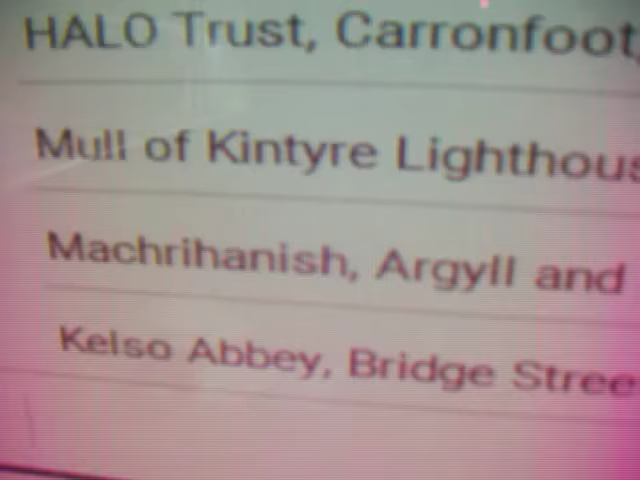 HALO Trust, Carronfoot,
Mull of Kintyre Lighthous
Machrihanish, Argyll and
Kelso Abbey, Bridge Stree